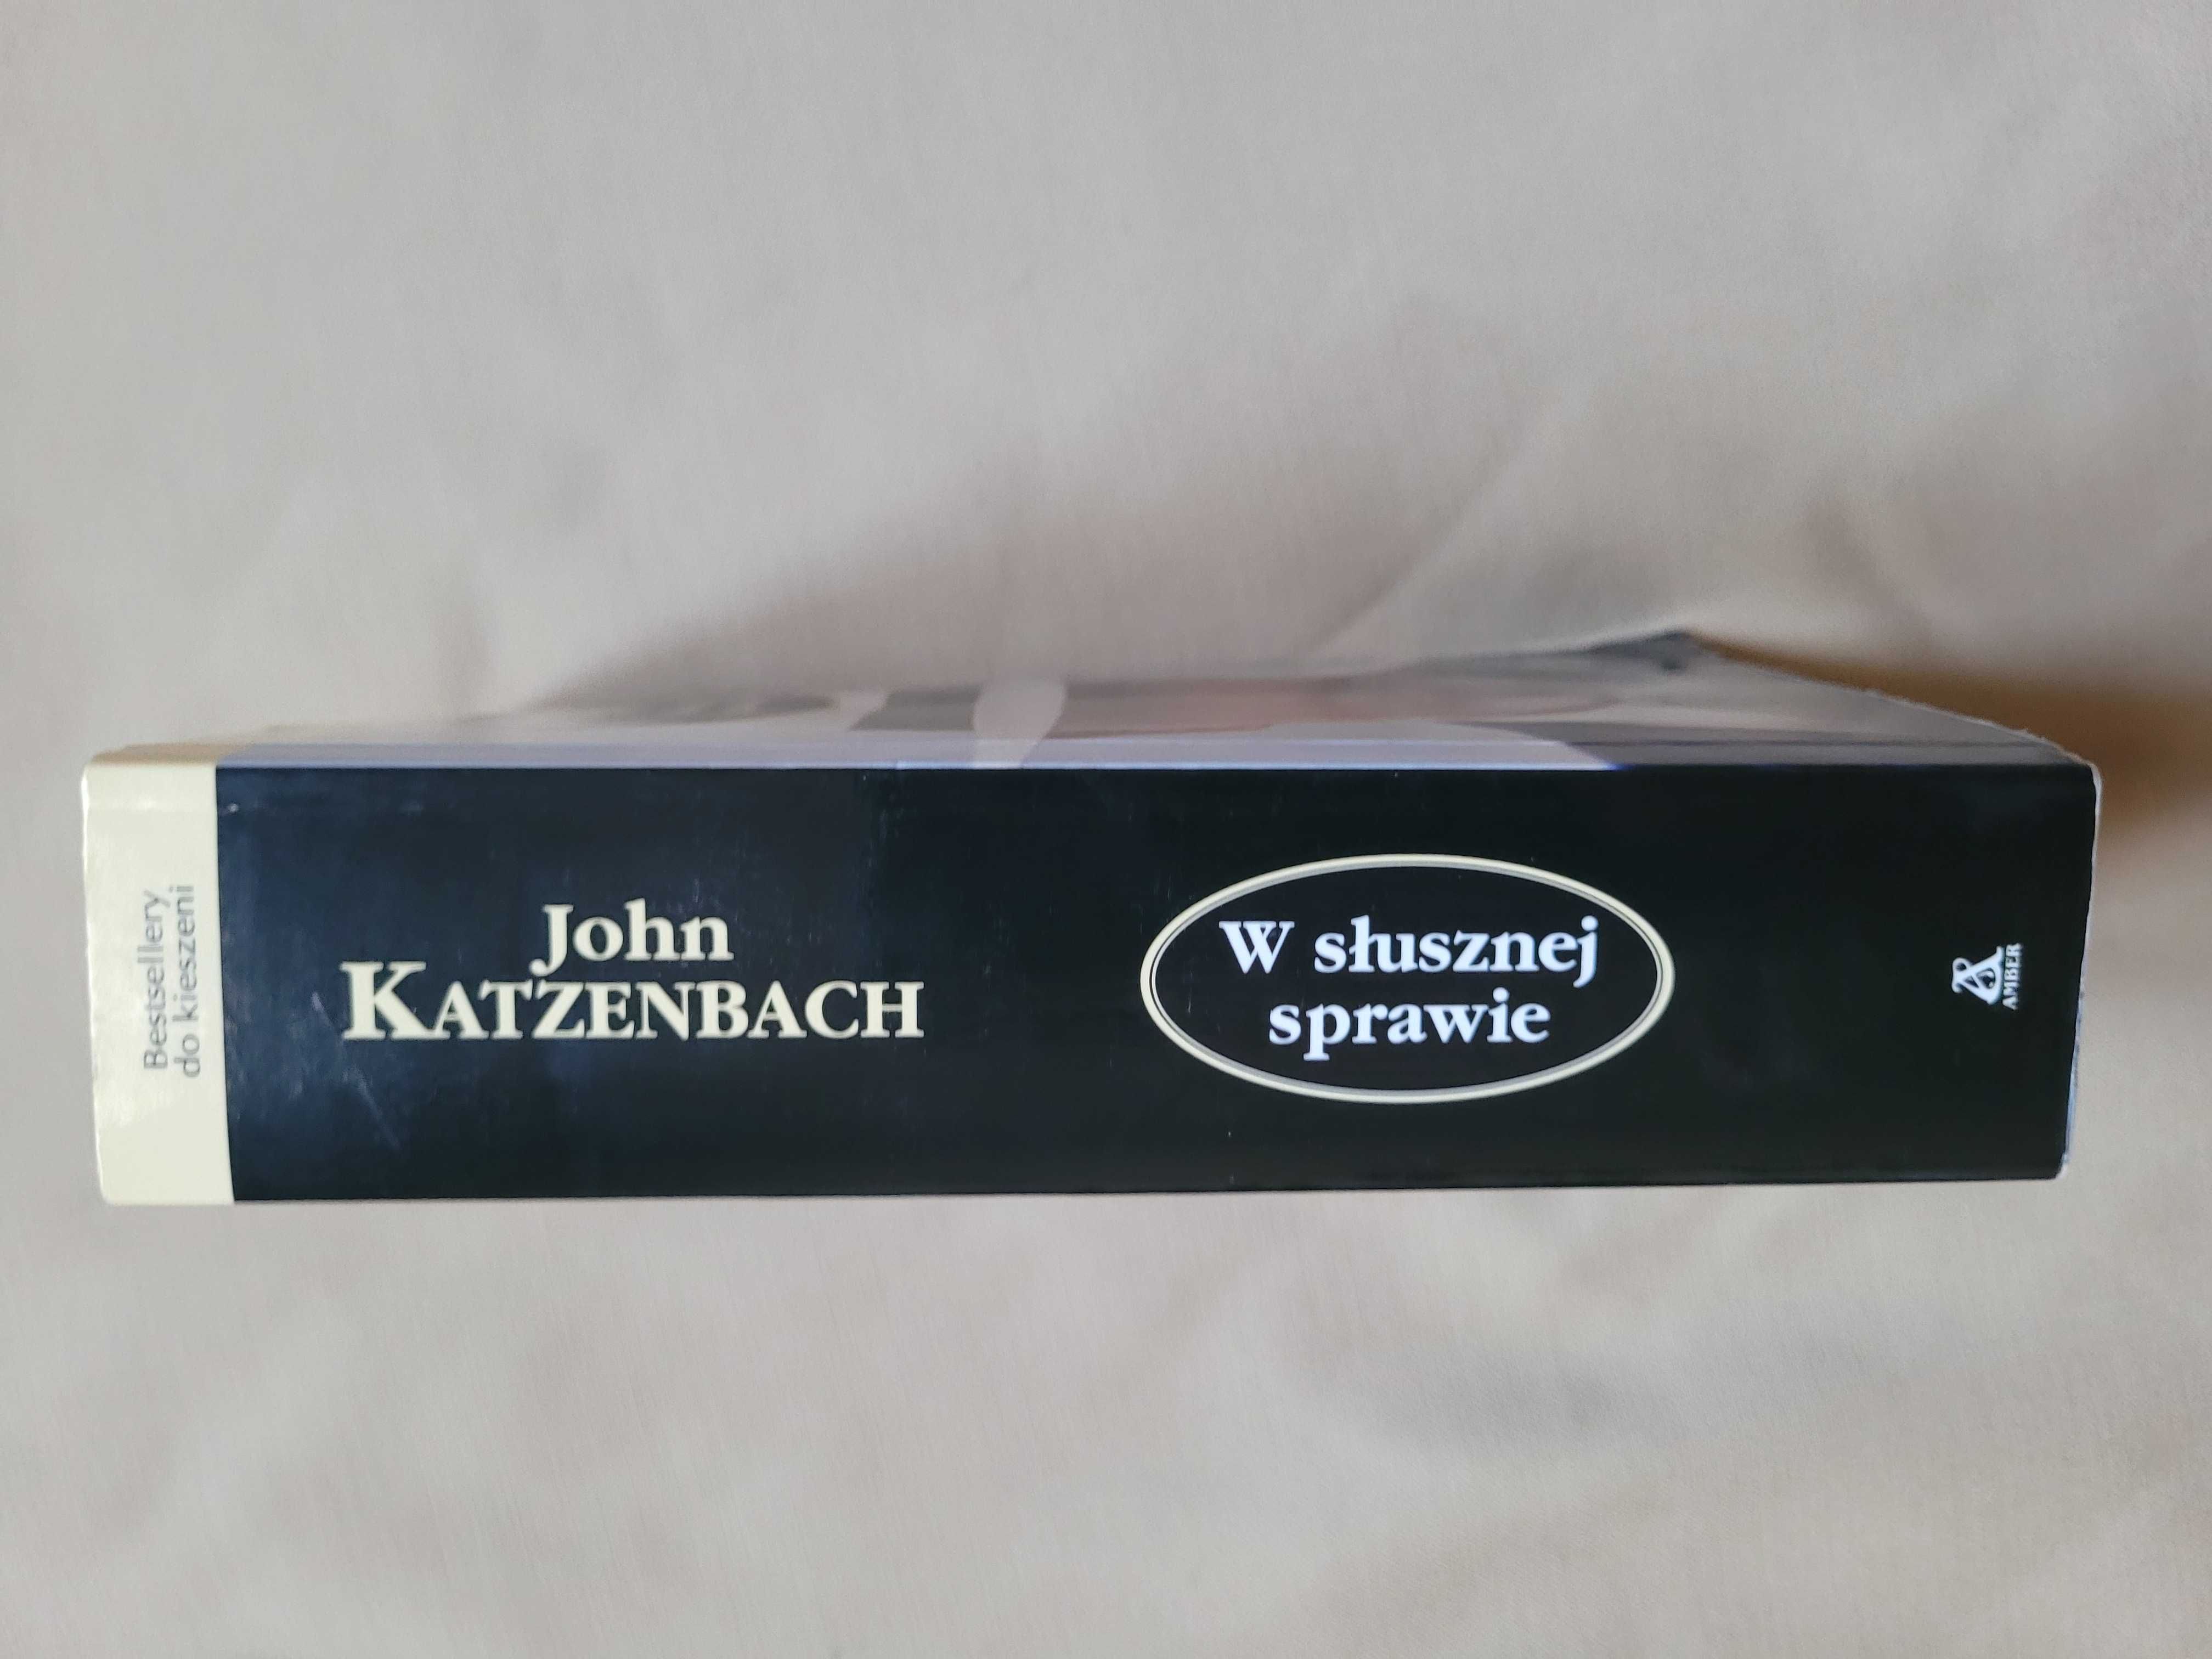 Bestsellery
do kieszeni
John
KATZENBACH
W słusznej
sprawie
AMBER